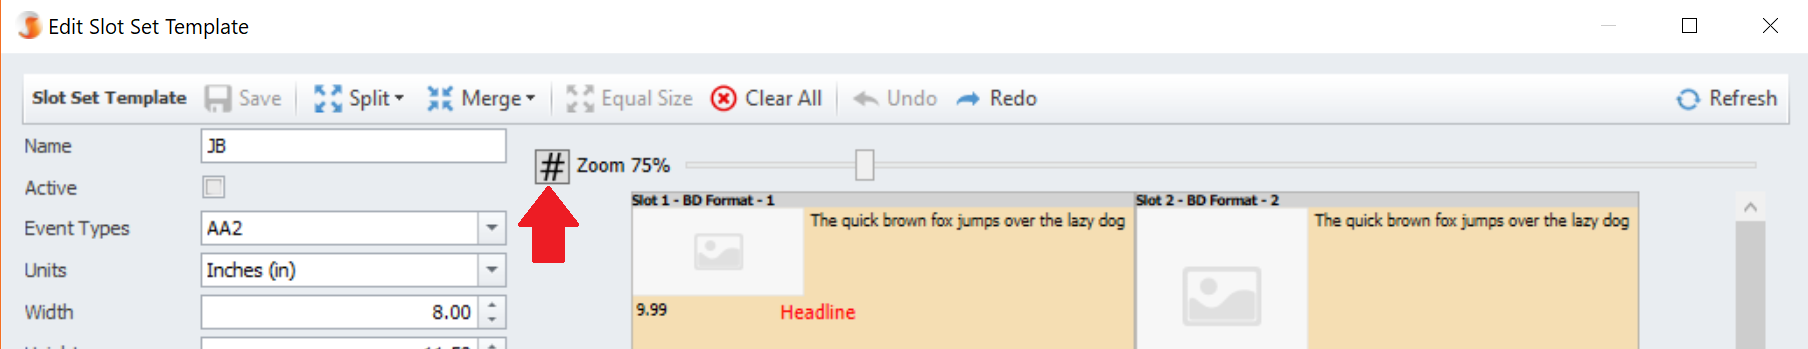 Edit Slot Set Template
Slot Set Template Save Split Merge Equal Size Clear All Undo Redo Refresh
Name JB
# Zoom 75%
Active
Event Types AA2
Units Inches (in)
Width 8.00
Slot 1 - BD Format - 1
The quick brown fox jumps over the lazy dog
9.99 Headline
Slot 2 - BD Format - 2
The quick brown fox jumps over the lazy dog